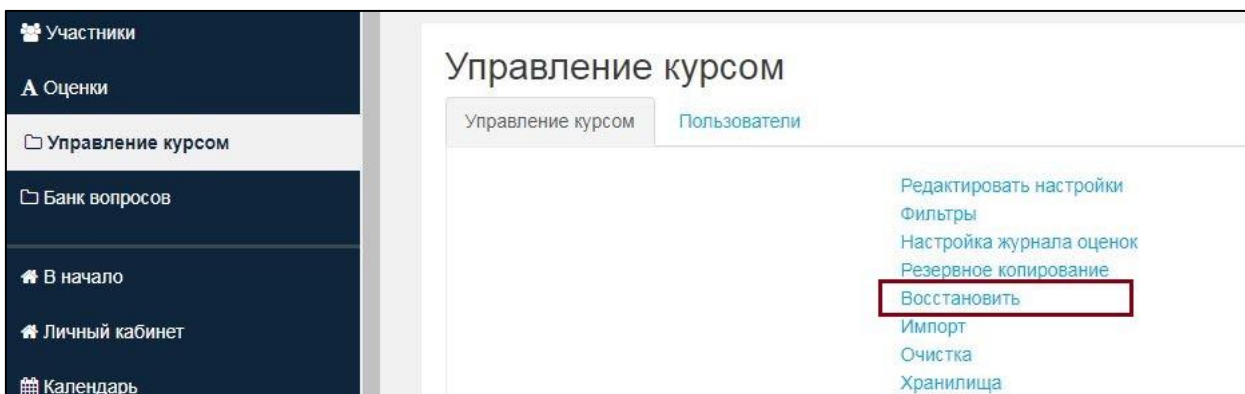 Участники
A Оценки
Управление курсом
Банк вопросов
В начало
Личный кабинет
Календарь
Управление курсом
Управление курсом
Пользователи
Редактировать настройки
Фильтры
Настройка журнала оценок
Резервное копирование
Восстановить
Импорт
Очистка
Хранилища